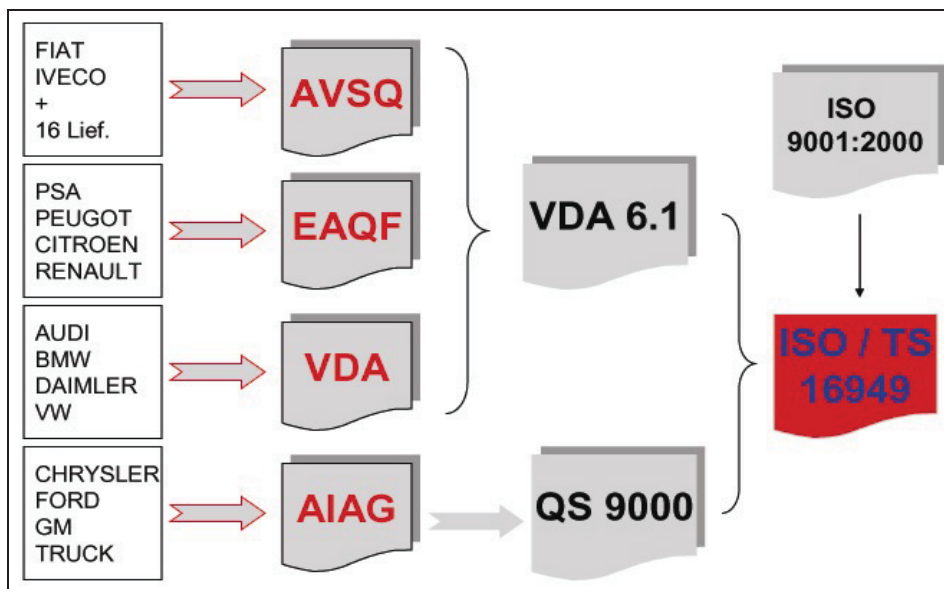 FIAT
IVECO
+
16 Lief.
AVSQ
PSA
PEUGOT
CITROEN
RENAULT
EAQF
AUDI
BMW
DAIMLER
VW
VDA
CHRYSLER
FORD
GM
TRUCK
AIAG
VDA 6.1
QS 9000
ISO
9001:2000
ISO / TS
16949